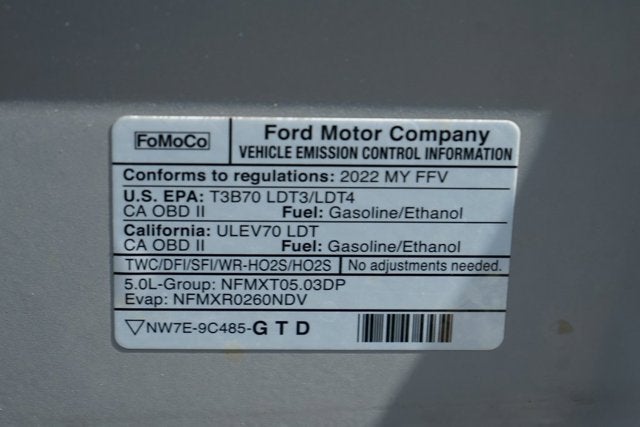 FoMoCo
Ford Motor Company
VEHICLE EMISSION CONTROL INFORMATION
Conforms to regulations: 2022 MY FFV
U.S. EPA: T3B70 LDT3/LDT4
CA OBD II Fuel: Gasoline/Ethanol
California: ULEV70 LDT
CA OBD II Fuel: Gasoline/Ethanol
TWC/DFI/SFI/WR-HO2S/HO2S No adjustments needed.
5.0L-Group: NFMXT05.03DP
Evap: NFMXR0260NDV
NW7E-9C485-G T D